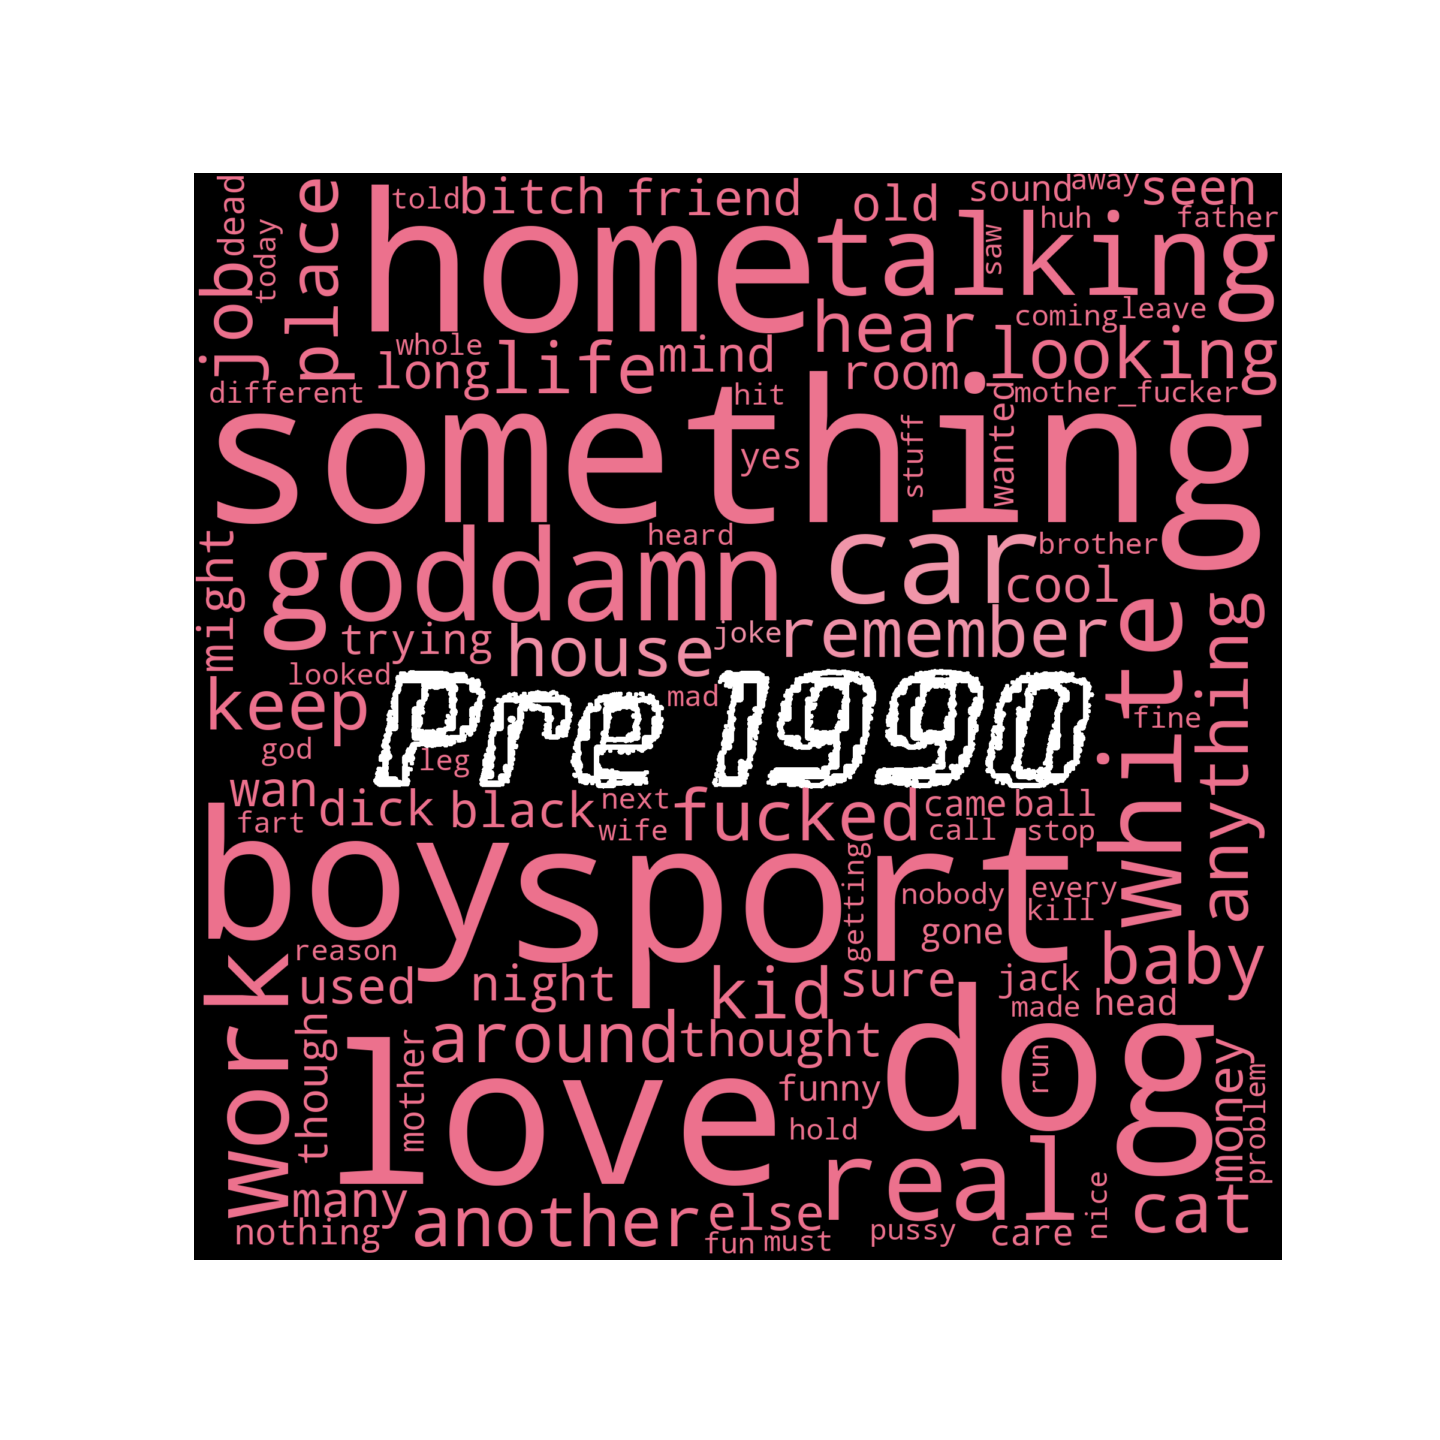 dead
today
job
place
told
bitch
friend
old
sound
away
seen
huh
father
home
talking
saw
hear
coming
leave
whole
long
life
mind
room
looking
different
hit
mother_fucker
something
yes
stuff
wanted
might
goddamn
heard
car
brother
cool
trying
house
joke
remember
white
anything
looked
keep
Pre 1990
mad
fine
god
leg
wan
dick
black
next
fucked
came
ball
fart
wife
call
stop
boy
sport
getting
nobody
every
kill
reason
gone
work
used
night
kid
sure
jack
baby
made
head
though
mother
around
thought
dog
run
money
problem
love
funny
hold
real
nice
many
another
else
cat
nothing
fun
must
pussy
care